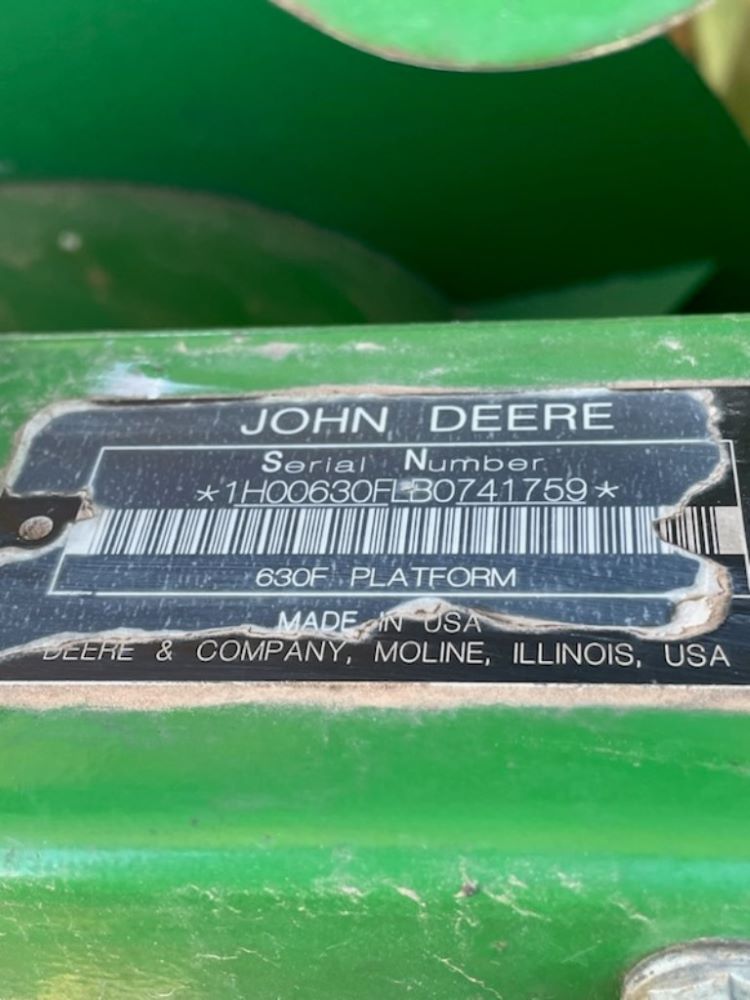 JOHN DEERE
Serial Number
*1H00630FLB0741759*
630F PLATFORM
MADE IN USA
DEERE & COMPANY, MOLINE, ILLINOIS, USA